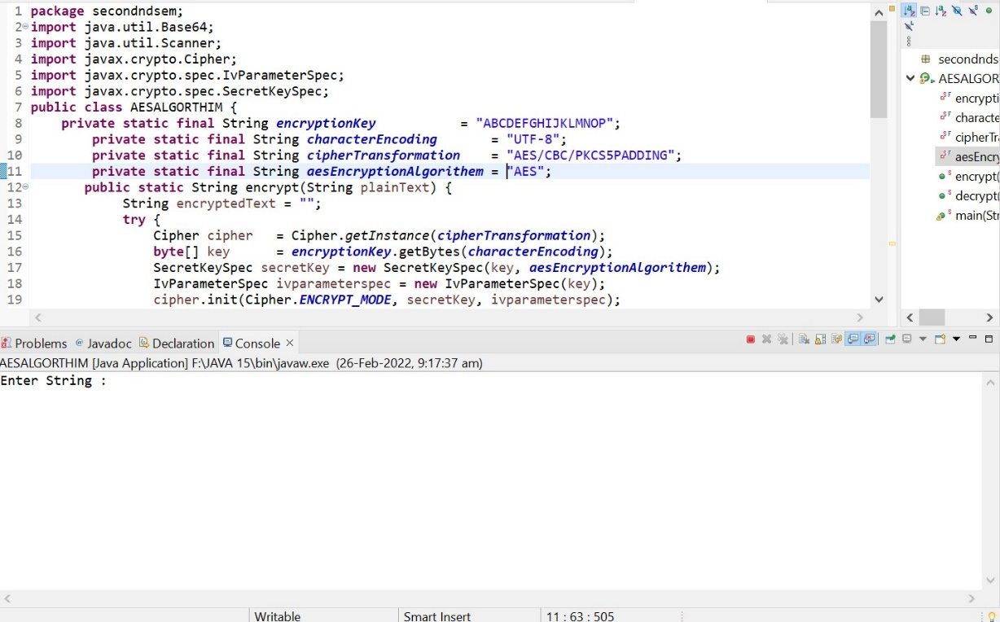 1 package secondndsem;
2 import java.util.Base64;
3 import java.util.Scanner;
4 import javax.crypto.Cipher;
5 import javax.crypto.spec.IvParameterSpec;
6 import javax.crypto.spec.SecretKeySpec;
7 public class AESALGORTHIM {
8 private static final String encryptionKey = "ABCDEFGHIJKLMNOP";
9 private static final String characterEncoding = "UTF-8";
10 private static final String cipherTransformation = "AES/CBC/PKCS5PADDING";
11 private static final String aesEncryptionAlgorithem = "AES";
12 public static String encrypt(String plainText) {
13 String encryptedText = "";
14 try {
15 Cipher cipher = Cipher.getInstance(cipherTransformation);
16 byte[] key = encryptionKey.getBytes(characterEncoding);
17 SecretKeySpec secretKey = new SecretKeySpec(key, aesEncryptionAlgorithem);
18 IvParameterSpec ivparameterspec = new IvParameterSpec(key);
19 cipher.init(Cipher.ENCRYPT_MODE, secretKey, ivparameterspec);
secondnds
AESALGOR
encrypti
characte
cipherTr
aesEncry
encrypt(
decrypt(
main(Str
Problems @ Javadoc Declaration Console
AESALGORTHIM [Java Application] F:\JAVA 15\bin\javaw.exe (26-Feb-2022, 9:17:37 am)
Enter String :
Writable Smart Insert 11 : 63 : 505